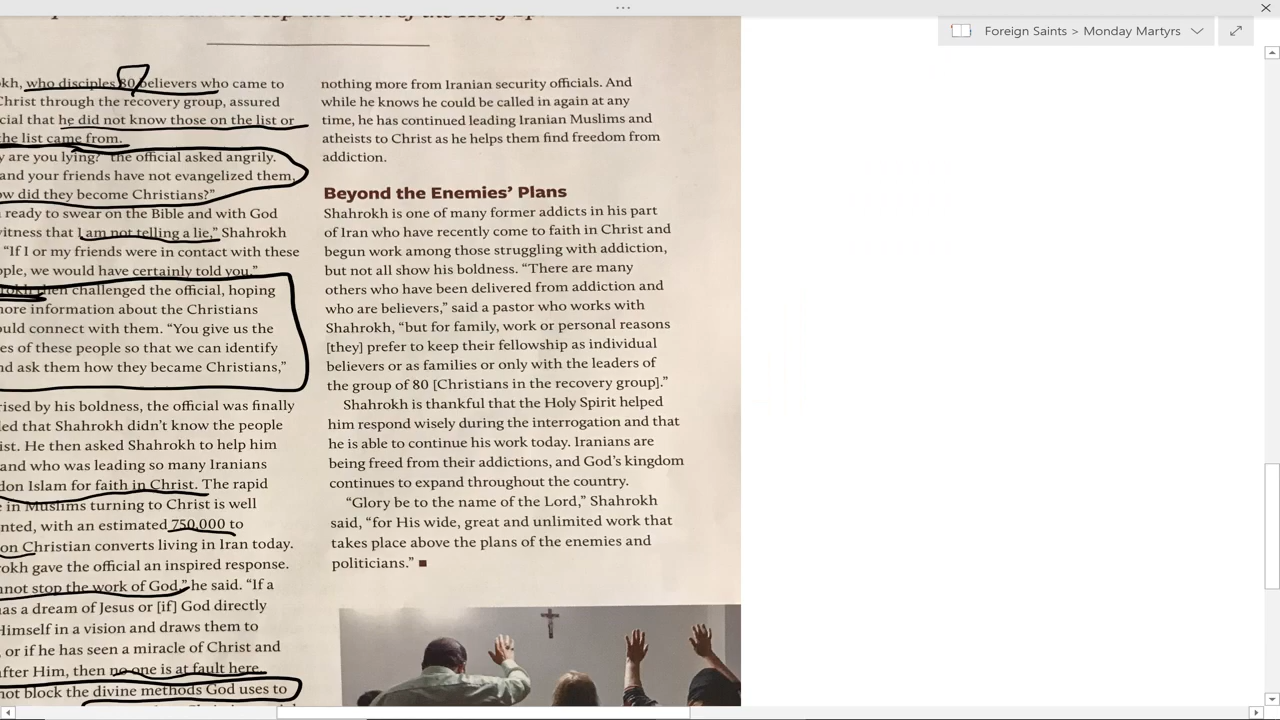 Foreign Saints > Monday Martyrs
who disciples 80 believers who came to
Christ through the recovery group, assured
that he did not know those on the list or
the list came from.
are you lying?” the official asked angrily.
and your friends have not evangelized them,
did they become Christians?”
ready to swear on the Bible and with God
witness that I am not telling a lie,” Shahrokh
“If I or my friends were in contact with these
we would have certainly told you.”
then challenged the official, hoping
more information about the Christians
connect with them. “You give us the
of these people so that we can identify
and ask them how they became Christians,”
by his boldness, the official was finally
that Shahrokh didn’t know the people
He then asked Shahrokh to help him
and who was leading so many Iranians
Islam for faith in Christ. The rapid
in Muslims turning to Christ is well
with an estimated 750,000 to
Christian converts living in Iran today.
gave the official an inspired response.
stop the work of God,” he said. “If a
has a dream of Jesus or [if] God directly
Himself in a vision and draws them to
or if he has seen a miracle of Christ and
after Him, then no one is at fault here.
not block the divine methods God uses to
nothing more from Iranian security officials. And
while he knows he could be called in again at any
time, he has continued leading Iranian Muslims and
atheists to Christ as he helps them find freedom from
addiction.
Beyond the Enemies’ Plans
Shahrokh is one of many former addicts in his part
of Iran who have recently come to faith in Christ and
begun work among those struggling with addiction,
but not all show his boldness. “There are many
others who have been delivered from addiction and
who are believers,” said a pastor who works with
Shahrokh, “but for family, work or personal reasons
[they] prefer to keep their fellowship as individual
believers or as families or only with the leaders of
the group of 80 [Christians in the recovery group].”
Shahrokh is thankful that the Holy Spirit helped
him respond wisely during the interrogation and that
he is able to continue his work today. Iranians are
being freed from their addictions, and God’s kingdom
continues to expand throughout the country.
“Glory be to the name of the Lord,” Shahrokh
said, “for His wide, great and unlimited work that
takes place above the plans of the enemies and
politicians.”